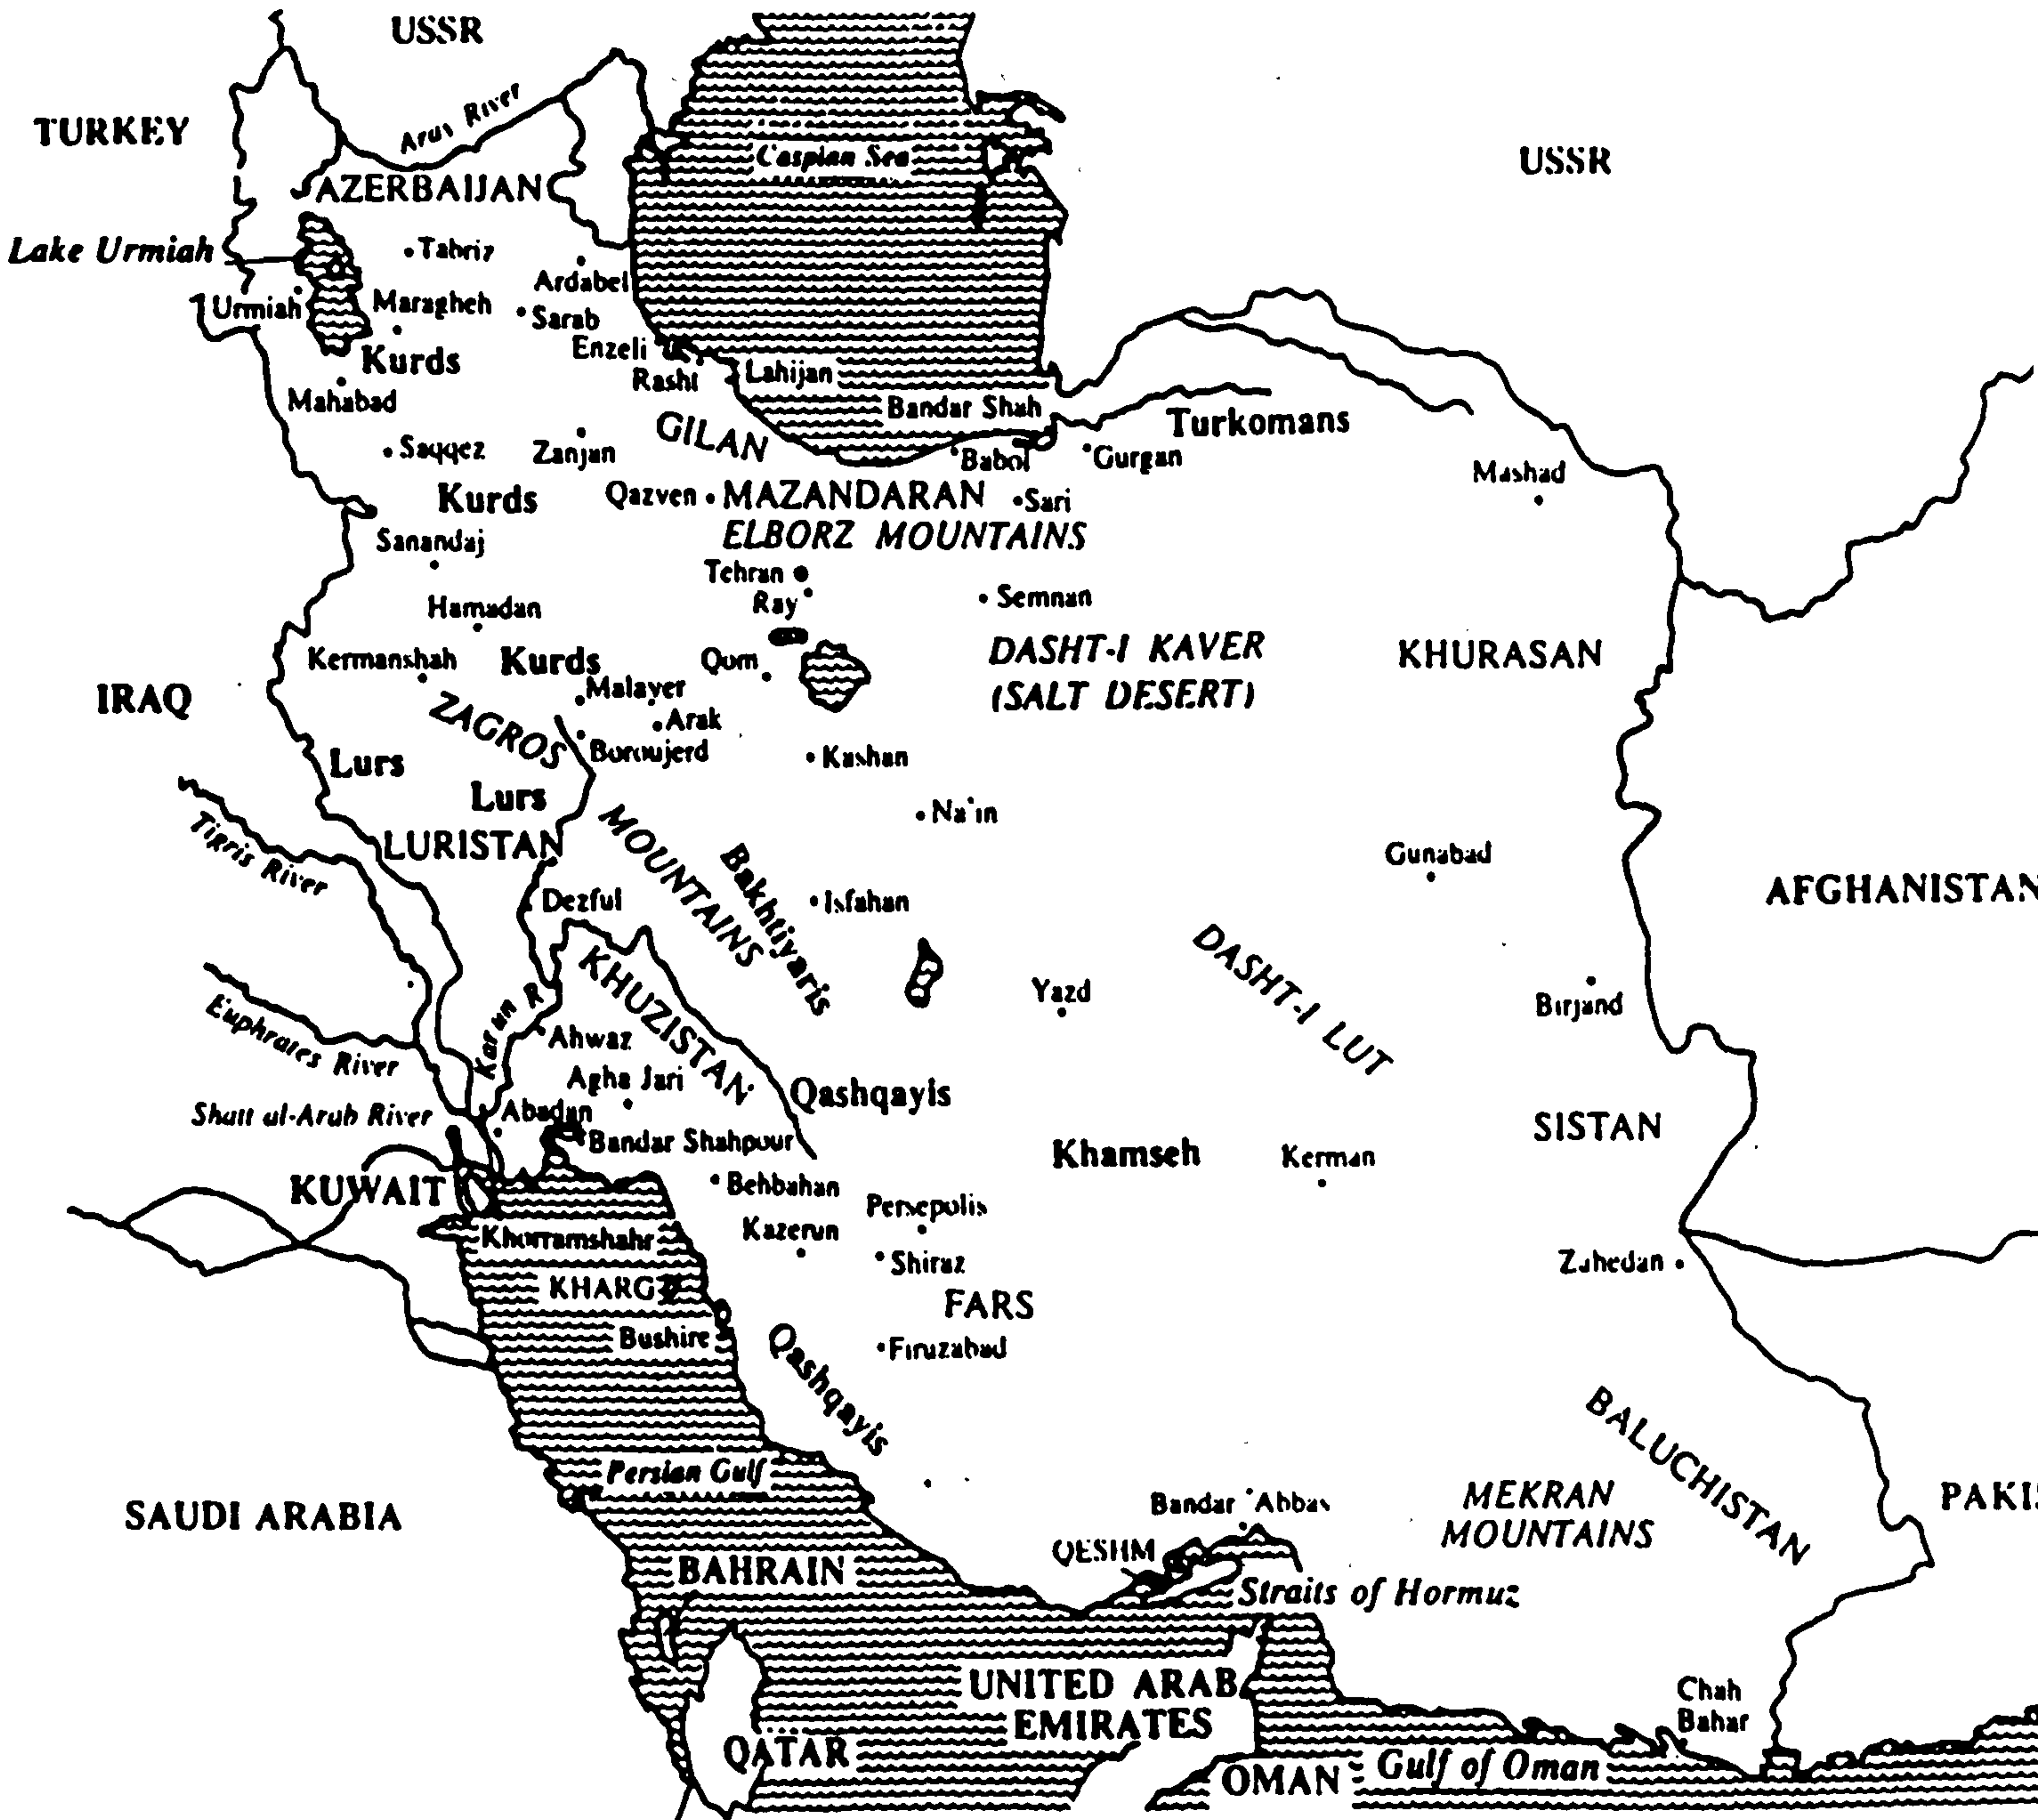 USSR
TURKEY
Aras River
Caspian Sea
USSR
AZERBAIJAN
Lake Urmiah
Tabriz
Ardabel
Urmiah
Maragheh
Sarab
Enzeli
Kurds
Rasht
Lahijan
Mahabad
Bandar Shah
GILAN
Turkomans
Saqqez
Zanjan
Babol
Gurgan
Mashad
Kurds
Qazven
MAZANDARAN
Sari
Sanandaj
ELBORZ MOUNTAINS
Tehran
Ray
Semnan
Hamadan
Kermanshah
Kurds
Qum
DASHT-I KAVER
(SALT DESERT)
KHURASAN
IRAQ
Malayer
ZAGROS
Arak
Boroujerd
Kashan
Lurs
Lurs
Na'in
Tigris River
LURISTAN
MOUNTAINS
Bakhtiyaris
Gunabad
AFGHANISTAN
Dezful
Isfahan
KHUZISTAN
DASHT-I LUT
Yazd
Birjand
Euphrates River
Karun R
Ahwaz
Agha Jari
Qashqayis
Shatt al-Arab River
Abadan
Bandar Shahpour
Khamseh
Kerman
SISTAN
KUWAIT
Behbahan
Persepolis
Khorramshahr
Kazerun
Shiraz
Zahedan
KHARG
FARS
Bushire
Firuzabad
Qashqayis
BALUCHISTAN
Persian Gulf
SAUDI ARABIA
Bandar 'Abbas
MEKRAN
MOUNTAINS
PAKIS
QESHM
BAHRAIN
Straits of Hormuz
UNITED ARAB
EMIRATES
Chah
Bahar
QATAR
OMAN
Gulf of Oman